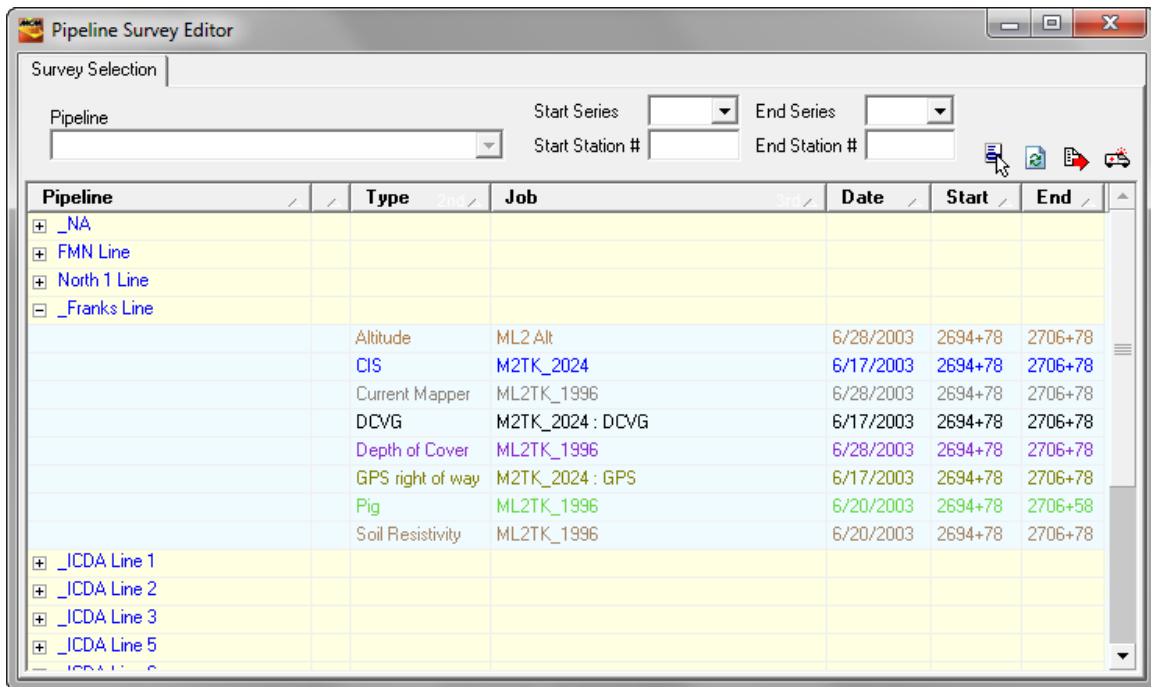 MCM Pipeline Survey Editor
Survey Selection
Pipeline Start Series End Series
Start Station # End Station #
Pipeline Type 2nd Job 3rd Date Start End
_NA
FMN Line
North 1 Line
_Franks Line
Altitude ML2 Alt 6/28/2003 2694+78 2706+78
CIS M2TK_2024 6/17/2003 2694+78 2706+78
Current Mapper ML2TK_1996 6/28/2003 2694+78 2706+78
DCVG M2TK_2024 : DCVG 6/17/2003 2694+78 2706+78
Depth of Cover ML2TK_1996 6/28/2003 2694+78 2706+78
GPS right of way M2TK_2024 : GPS 6/17/2003 2694+78 2706+78
Pig ML2TK_1996 6/20/2003 2694+78 2706+58
Soil Resistivity ML2TK_1996 6/20/2003 2694+78 2706+78
_ICDA Line 1
_ICDA Line 2
_ICDA Line 3
_ICDA Line 5